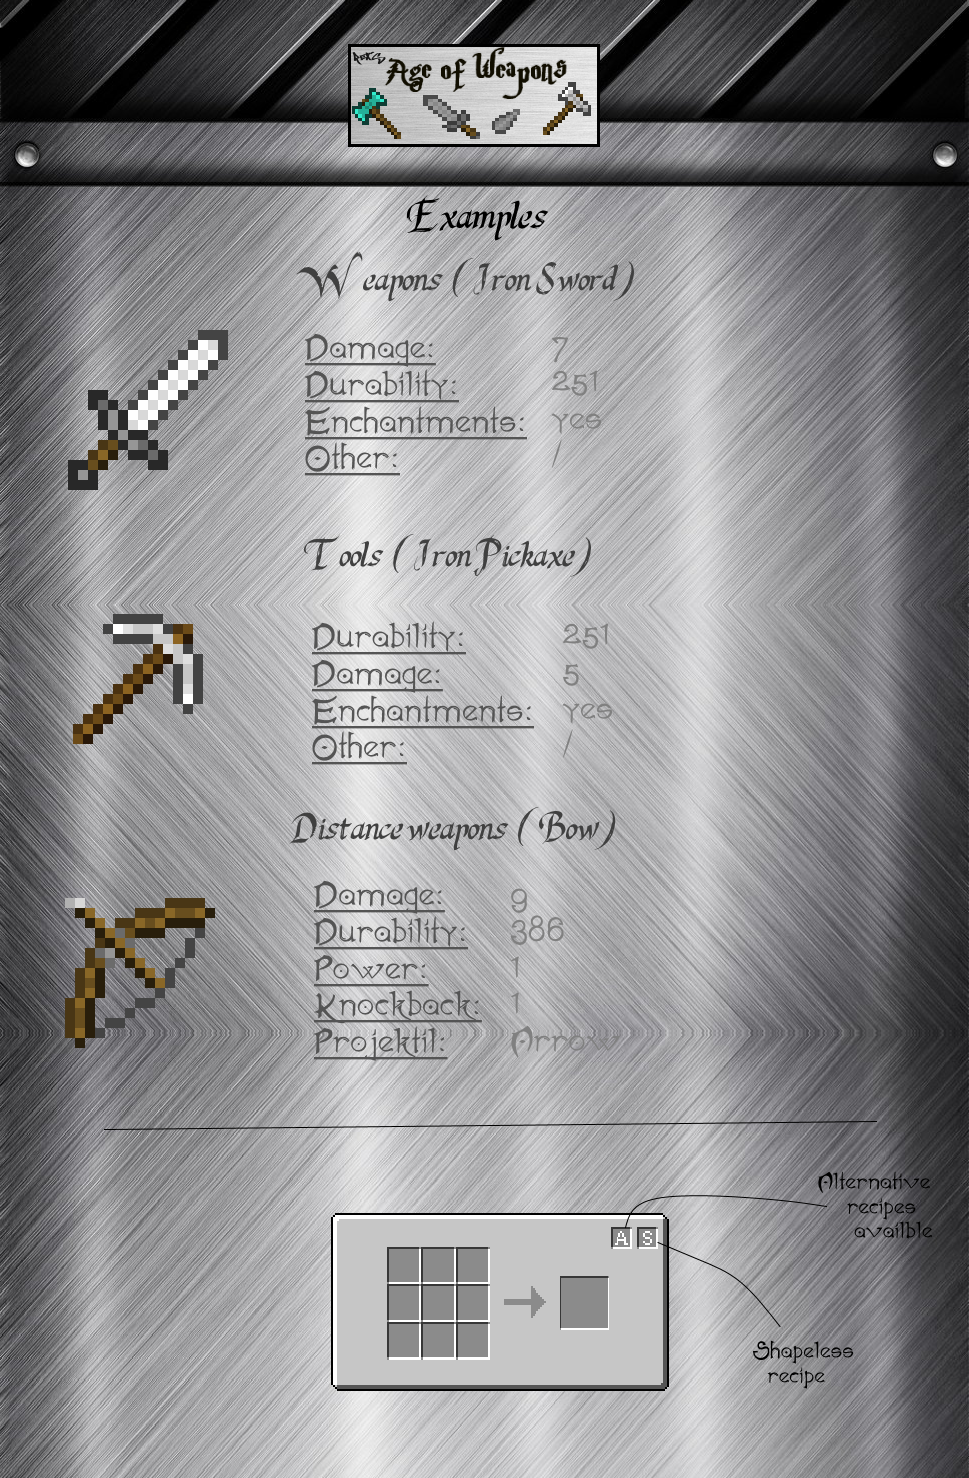 Age of Weapons
Examples
Weapons (Iron Sword)
Damage: 7
Durability: 251
Enchantments: yes
Other: /
Tools (Iron Pickaxe)
Durability: 251
Damage: 5
Enchantments: yes
Other: /
Distance weapons (Bow)
Damage: 9
Durability: 386
Power: 1
Knockback: 1
Projektil: Arrow
Alternative
recipes
availble
A S
Shapeless
recipe